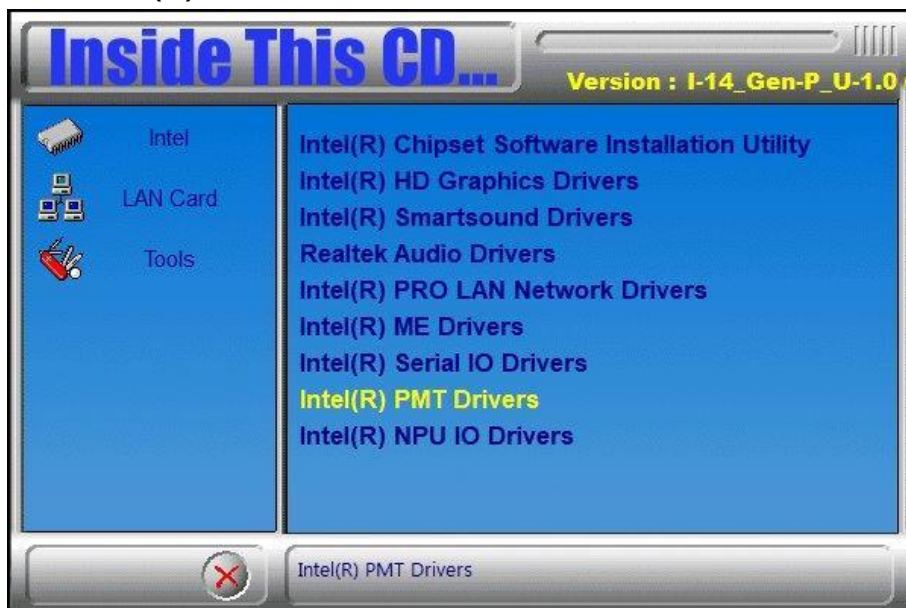 Inside This CD...
Version : I-14_Gen-P_U-1.0
Intel
LAN Card
Tools
Intel(R) Chipset Software Installation Utility
Intel(R) HD Graphics Drivers
Intel(R) Smartsound Drivers
Realtek Audio Drivers
Intel(R) PRO LAN Network Drivers
Intel(R) ME Drivers
Intel(R) Serial IO Drivers
Intel(R) PMT Drivers
Intel(R) NPU IO Drivers
Intel(R) PMT Drivers